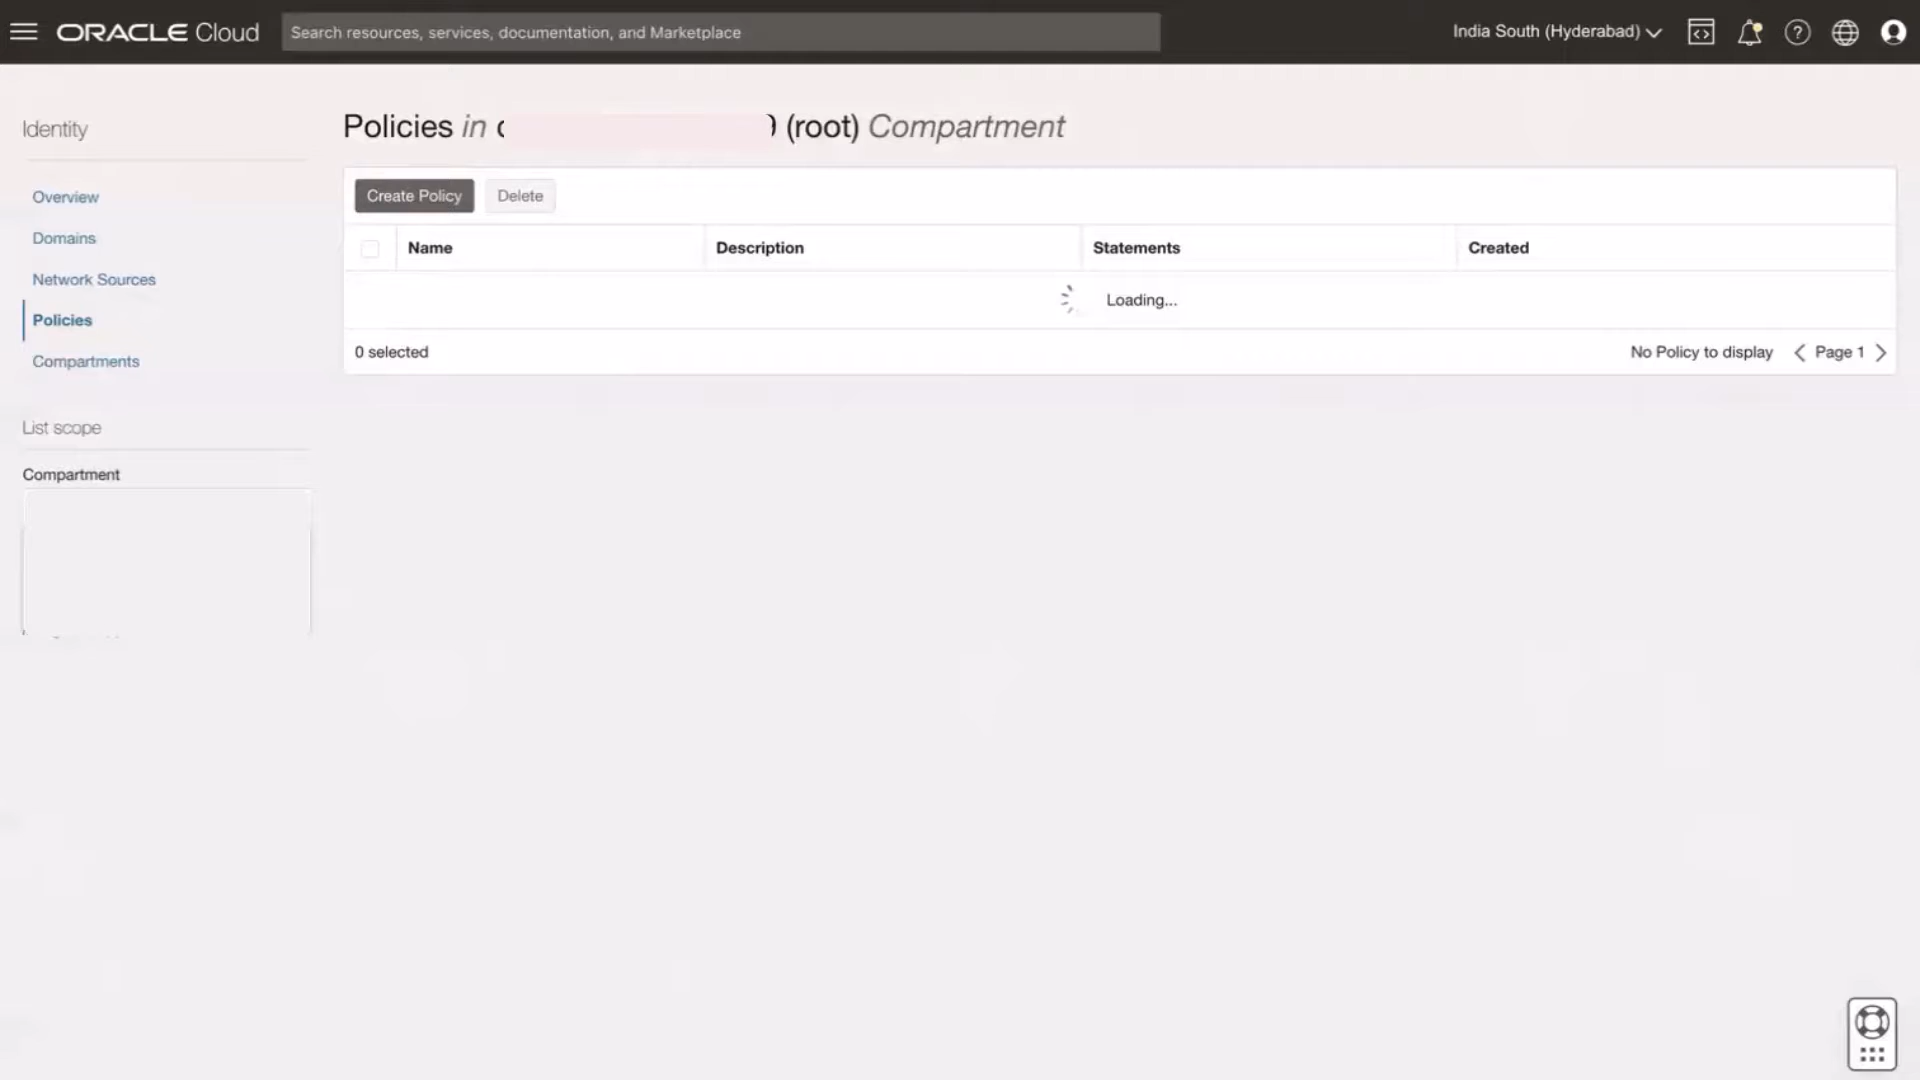 ORACLE Cloud
Search resources, services, documentation, and Marketplace
India South (Hyderabad)
Identity
Overview
Domains
Network Sources
Policies
Compartments
List scope
Compartment
Policies in (root) Compartment
Create Policy
Delete
Name
Description
Statements
Created
Loading...
0 selected
No Policy to display
Page 1